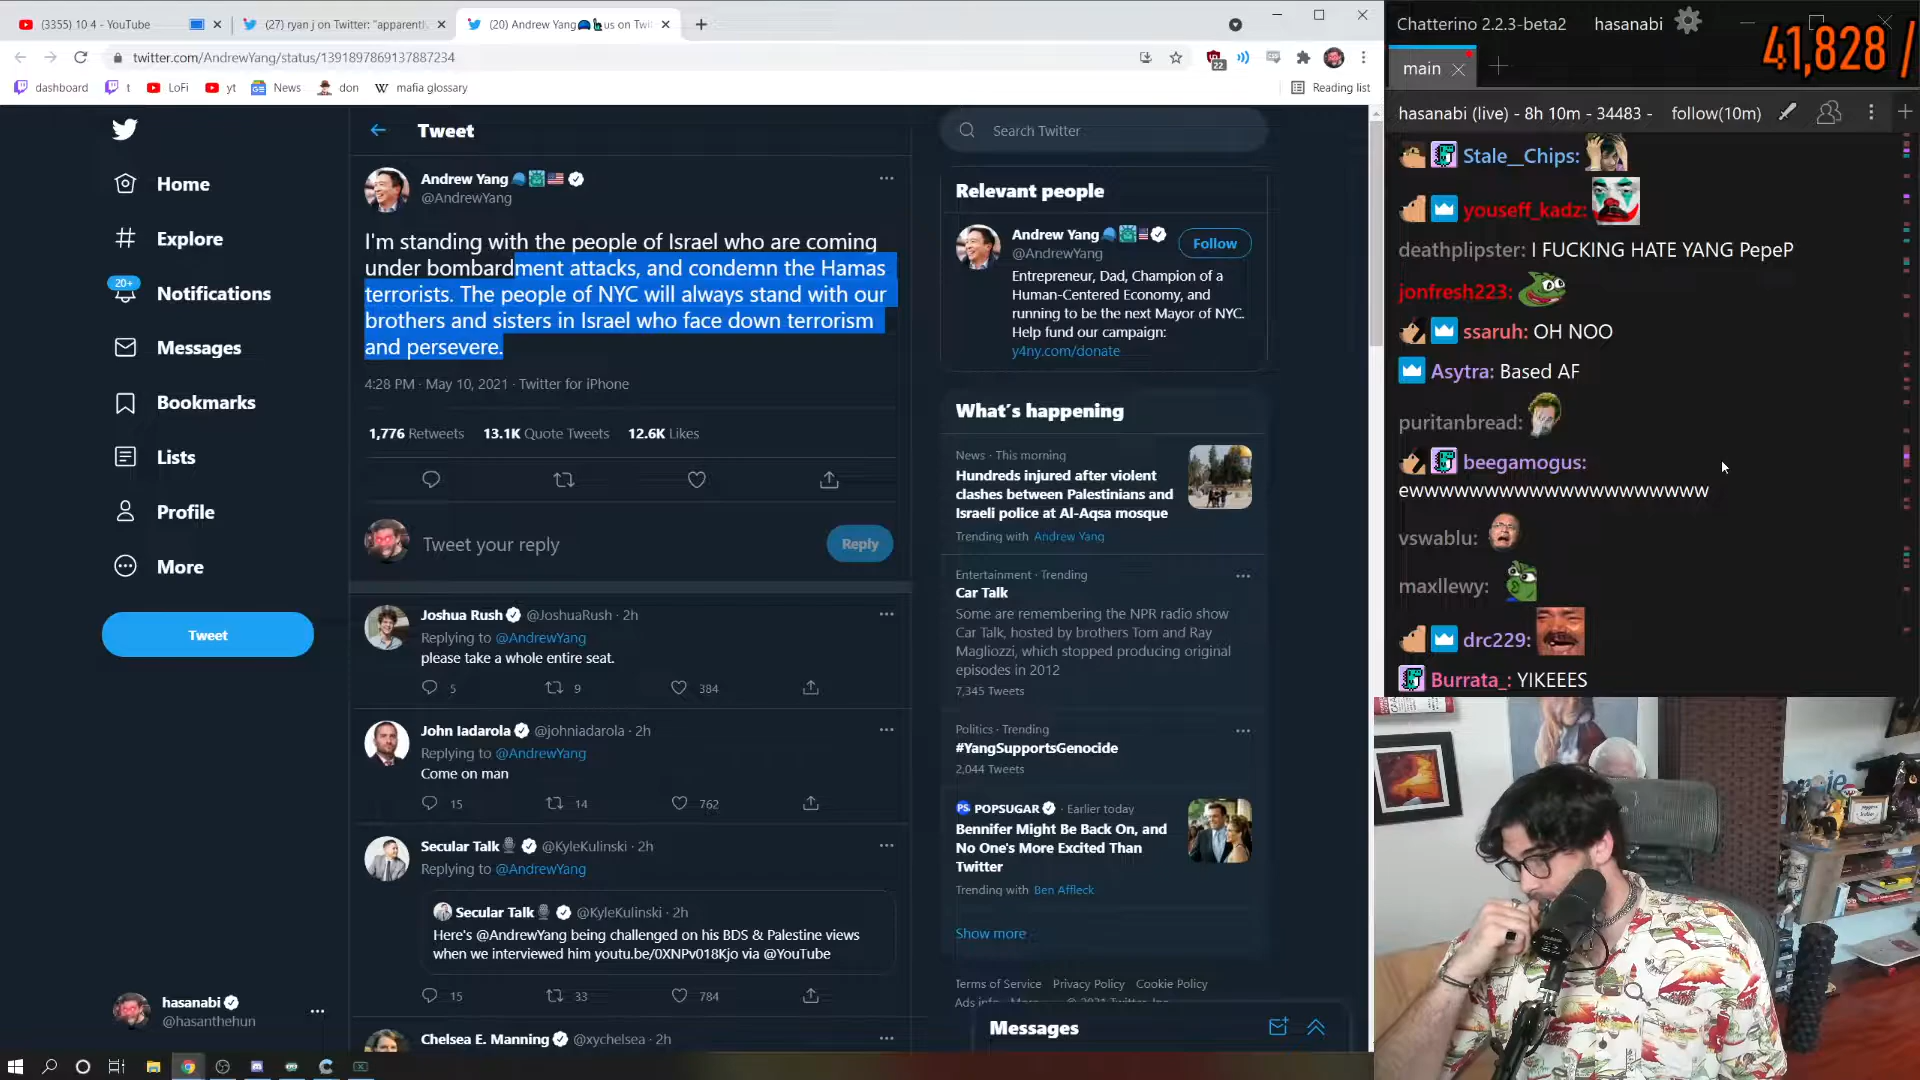 (3355) 10 4 - YouTube
(27) ryan j on Twitter: "apparentl
(20) Andrew Yang us on Twi
twitter.com/AndrewYang/status/1391897869137887234
22
dashboard
t
LoFi
yt
News
don
mafia glossary
Reading list
Home
Explore
20+
Notifications
Messages
Bookmarks
Lists
Profile
More
Tweet
hasanabi
@hasanthehun
Tweet
Andrew Yang
@AndrewYang
I'm standing with the people of Israel who are coming
under bombardment attacks, and condemn the Hamas
terrorists. The people of NYC will always stand with our
brothers and sisters in Israel who face down terrorism
and persevere.
4:28 PM · May 10, 2021 · Twitter for iPhone
1,776 Retweets 13.1K Quote Tweets 12.6K Likes
Tweet your reply
Reply
Joshua Rush @JoshuaRush · 2h
Replying to @AndrewYang
please take a whole entire seat.
5 9 384
John Iadarola @johniadarola · 2h
Replying to @AndrewYang
Come on man
15 14 762
Secular Talk @KyleKulinski · 2h
Replying to @AndrewYang
Secular Talk @KyleKulinski · 2h
Here's @AndrewYang being challenged on his BDS & Palestine views
when we interviewed him youtu.be/0XNPv018Kjo via @YouTube
15 33 784
Chelsea E. Manning @xychelsea · 2h
Search Twitter
Relevant people
Andrew Yang
@AndrewYang
Follow
Entrepreneur, Dad, Champion of a
Human-Centered Economy, and
running to be the next Mayor of NYC.
Help fund our campaign:
y4ny.com/donate
What's happening
News · This morning
Hundreds injured after violent
clashes between Palestinians and
Israeli police at Al-Aqsa mosque
Trending with Andrew Yang
Entertainment · Trending
Car Talk
Some are remembering the NPR radio show
Car Talk, hosted by brothers Tom and Ray
Magliozzi, which stopped producing original
episodes in 2012
7,345 Tweets
Politics · Trending
#YangSupportsGenocide
2,044 Tweets
POPSUGAR · Earlier today
Bennifer Might Be Back On, and
No One's More Excited Than
Twitter
Trending with Ben Affleck
Show more
Terms of Service Privacy Policy Cookie Policy
Ads info More © 2021 Twitter, Inc.
Messages
Chatterino 2.2.3-beta2
hasanabi
41,828 /
main
hasanabi (live) - 8h 10m - 34483 -
follow(10m)
Stale__Chips:
youseff_kadz:
deathplipster: I FUCKING HATE YANG PepeP
jonfresh223:
ssaruh: OH NOO
Asytra: Based AF
puritanbread:
beegamogus:
ewwwwwwwwwwwwwwwwwwwww
vswablu:
maxllewy:
drc229:
Burrata_: YIKEEES